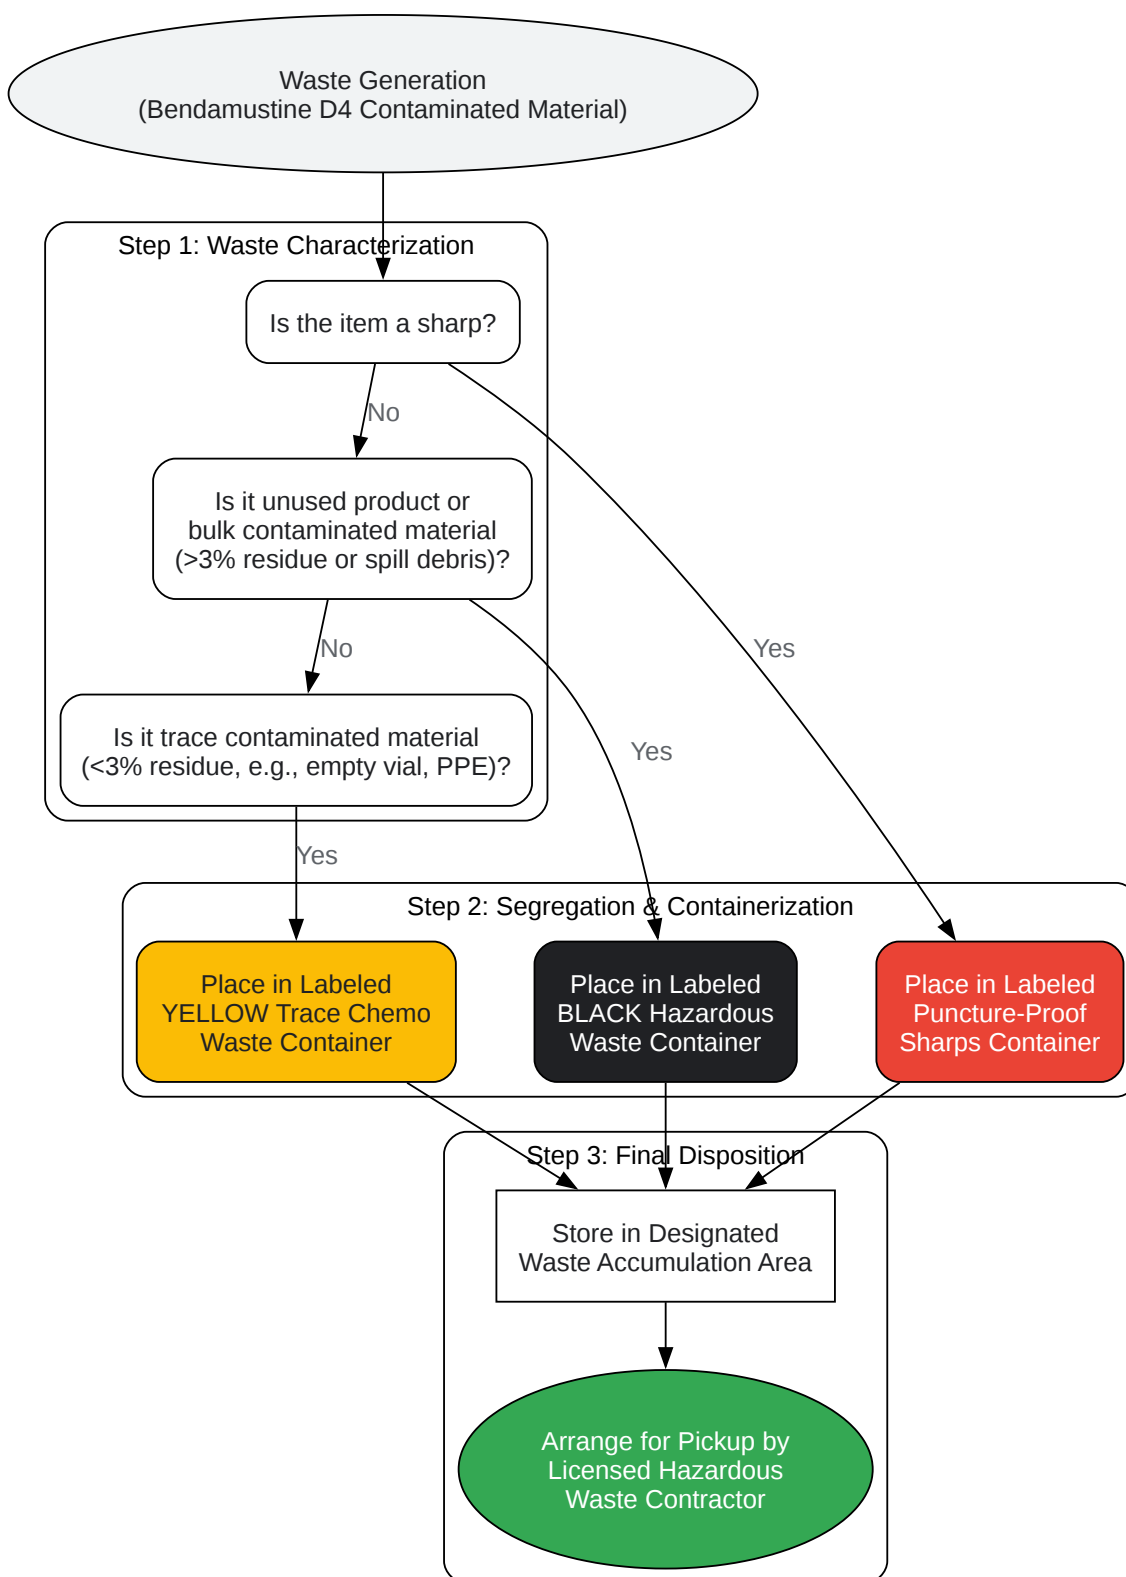 Waste Generation
(Bendamustine D4 Contaminated Material)
Step 1: Waste Characterization
Is the item a sharp?
No
Is it unused product or
bulk contaminated material
(>3% residue or spill debris)?
Yes
No
Is it trace contaminated material
(<3% residue, e.g., empty vial, PPE)?
Yes
Yes
Step 2: Segregation & Containerization
Place in Labeled
YELLOW Trace Chemo
Waste Container
Place in Labeled
BLACK Hazardous
Waste Container
Place in Labeled
Puncture-Proof
Sharps Container
Step 3: Final Disposition
Store in Designated
Waste Accumulation Area
Arrange for Pickup by
Licensed Hazardous
Waste Contractor